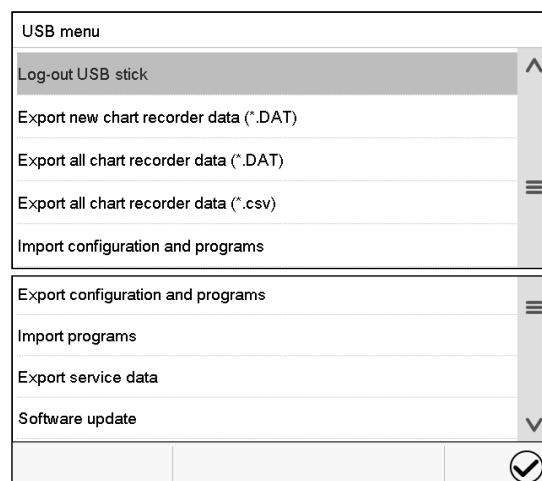 USB menu
Log-out USB stick
Export new chart recorder data (*.DAT)
Export all chart recorder data (*.DAT)
Export all chart recorder data (*.csv)
Import configuration and programs
Export configuration and programs
Import programs
Export service data
Software update